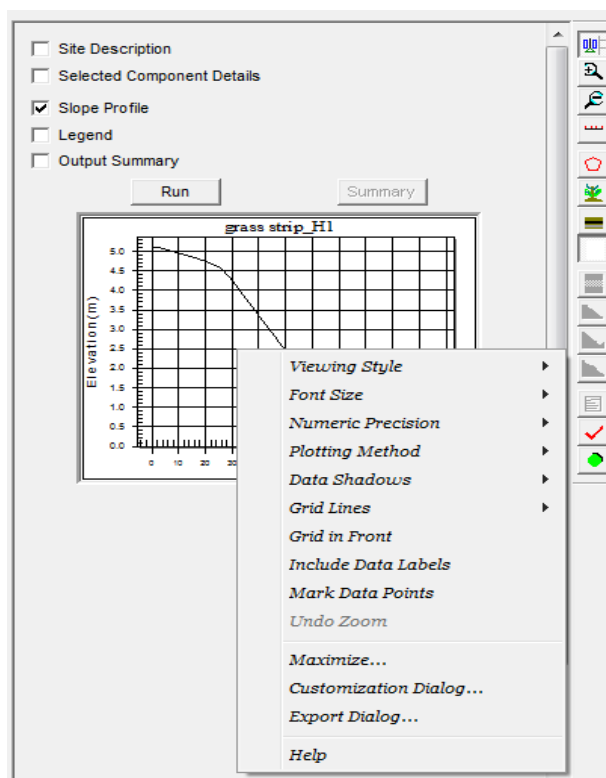 Site Description
Selected Component Details
Slope Profile
Legend
Output Summary
Run Summary
grass strip_H1
Elevation(m)
5.0
4.5
4.0
3.5
3.0
2.5
2.0
1.5
1.0
0.5
0.0
0 10 20
Viewing Style
Font Size
Numeric Precision
Plotting Method
Data Shadows
Grid Lines
Grid in Front
Include Data Labels
Mark Data Points
Undo Zoom
Maximize...
Customization Dialog...
Export Dialog...
Help